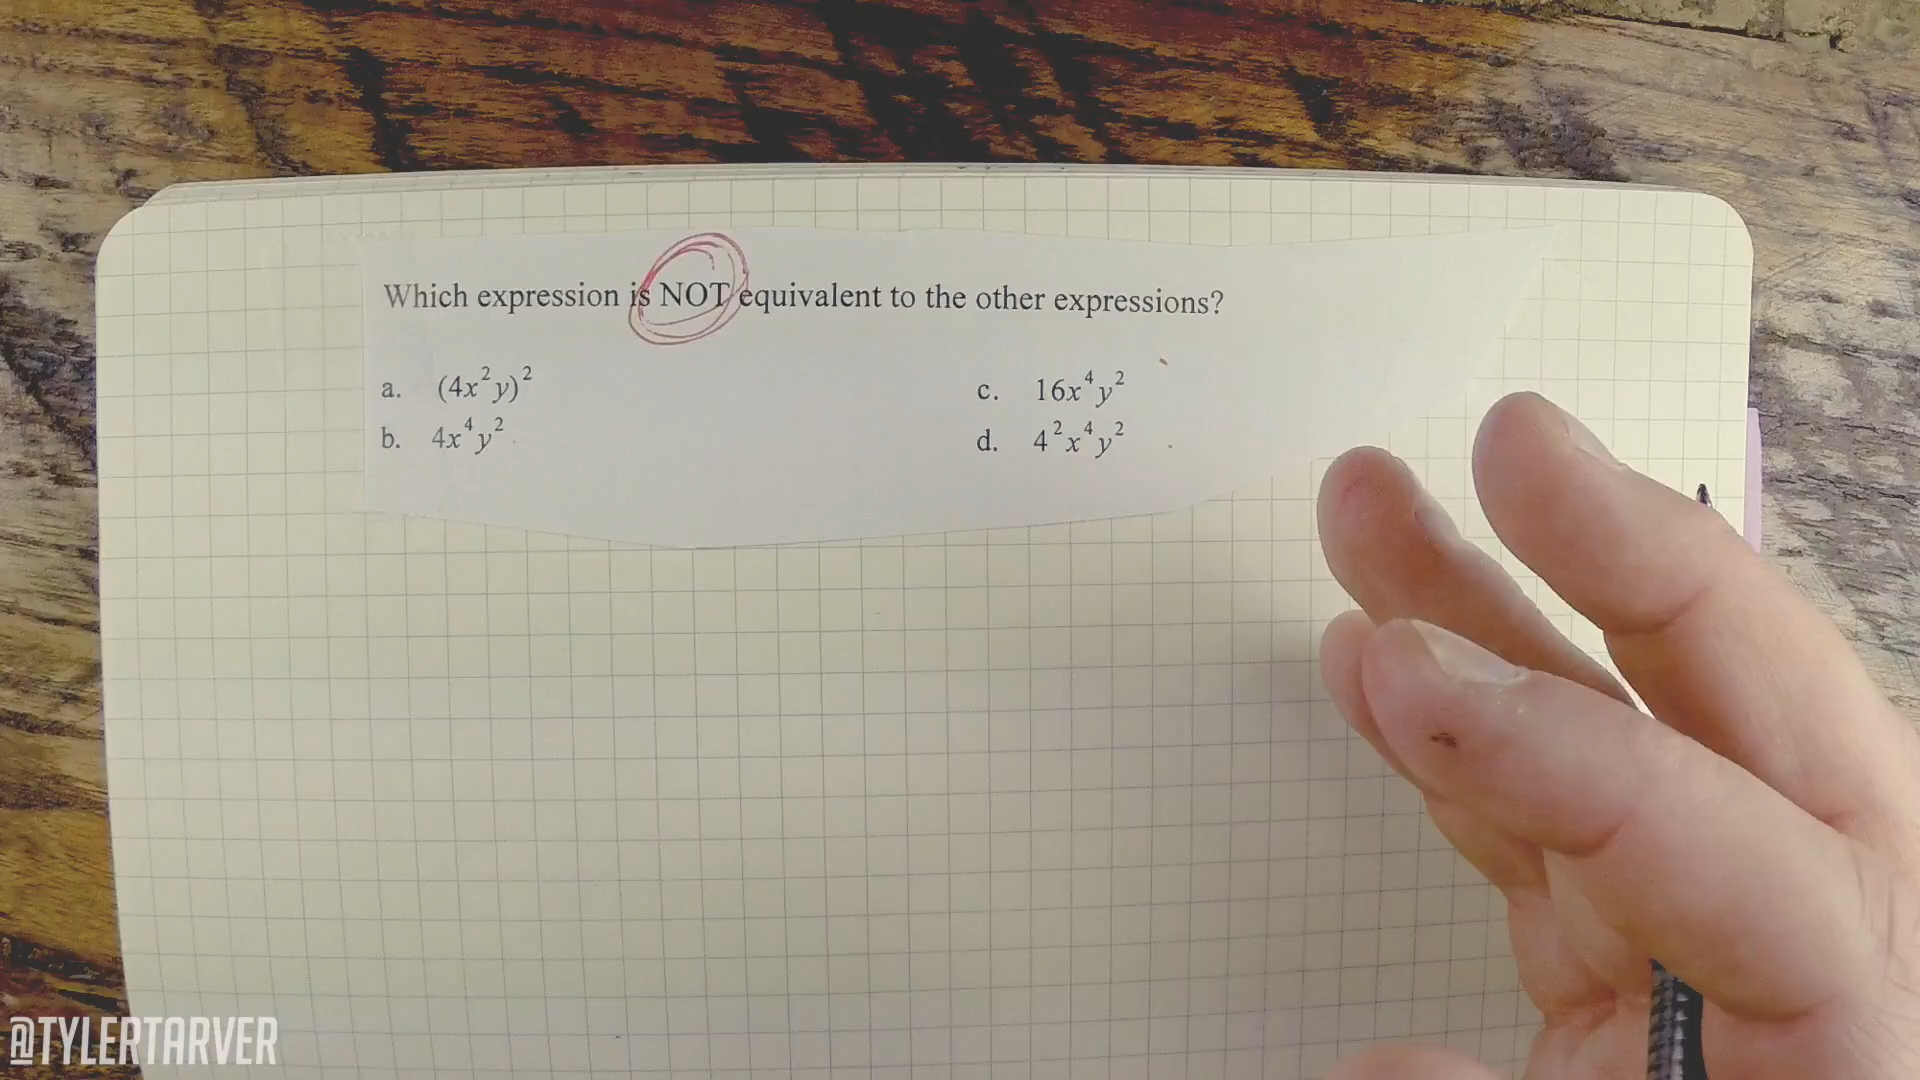 Which expression is NOT equivalent to the other expressions?
a. (4x²y)²
b. 4x⁴y²
c. 16x⁴y²
d. 4²x⁴y²
@TYLERTARVER